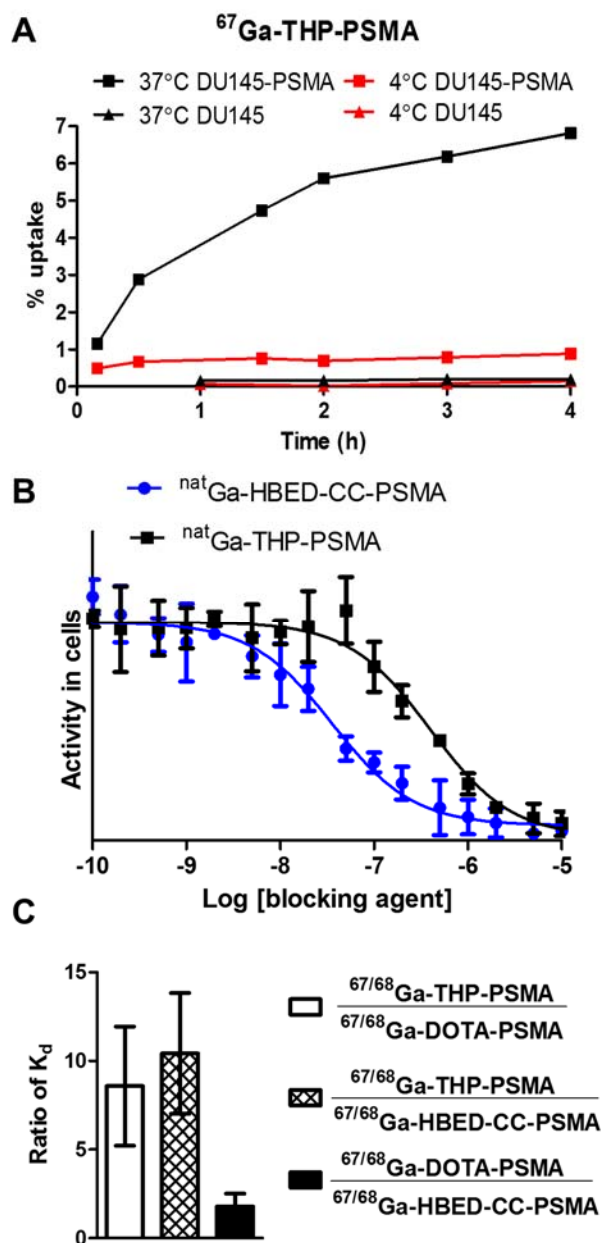 A
⁶⁷Ga-THP-PSMA
37°C DU145-PSMA
4°C DU145-PSMA
37°C DU145
4°C DU145
7
6
5
4
3
2
1
0
% uptake
0 1 2 3 4
Time (h)
B
ⁿᵃᵗGa-HBED-CC-PSMA
ⁿᵃᵗGa-THP-PSMA
Activity in cells
-10 -9 -8 -7 -6 -5
Log [blocking agent]
C
15
10
5
0
Ratio of K_d
⁶⁷/⁶⁸Ga-THP-PSMA
⁶⁷/⁶⁸Ga-DOTA-PSMA
⁶⁷/⁶⁸Ga-THP-PSMA
⁶⁷/⁶⁸Ga-HBED-CC-PSMA
⁶⁷/⁶⁸Ga-DOTA-PSMA
⁶⁷/⁶⁸Ga-HBED-CC-PSMA